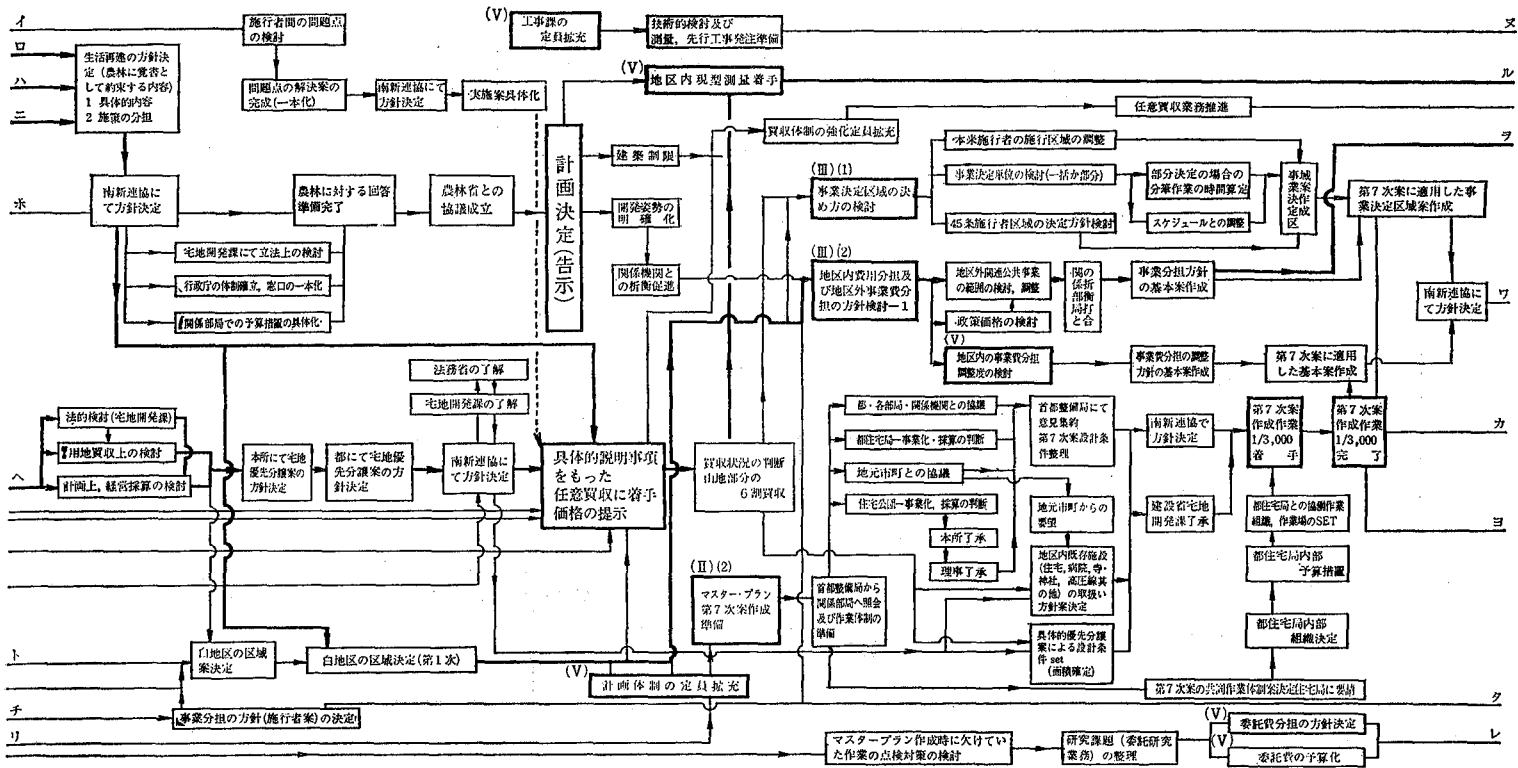 イ
ロ
ハ
ニ
ホ
ヘ
ト
チ
リ
施行者間の問題点
の検討
生活再建の方針決
定(農林に覚書と
して約束する内容)
1 具体的内容
2 施策の分担
問題点の解決案の
完成(一本化)
南新連協にて
方針決定
実施案具体化
(V)
工事課の
定員拡充
技術的検討及び
測量,先行工事発注準備
(V)
地区内現型測量着手
計画決定(告示)
建築制限
開発姿勢の
明確化
関係機関と
の折衝促進
買収体制の強化定員拡充
任意買収業務推進
南新連協に
て方針決定
農林に対する回答
準備完了
農林省との
協議成立
宅地開発課にて立法上の検討
行政庁の体制確立,窓口の一本化
関係部局での予算措置の具体化
(III)(1)
事業決定区域の決
め方の検討
本来施行者の施行区域の調整
事業決定単位の検討(一括か部分)
45条施行者区域の決定方針検討
部分決定の場合の
分筆作業の時間算定
スケジュールとの調整
事業決定区
域案作成
第7次案に適用した事
業決定区域案作成
(III)(2)
地区内費用分担及
び地区外事業費分
担の方針検討ー1
地区外関連公共事業
の範囲の検討,調整
政策価格の検討
関係部局と
の折衝打合
事業分担方針
の基本案作成
南新連協に
て方針決定
(V)
地区内の事業費分担
調整度の検討
事業費分担の調整
方針の基本案作成
第7次案に適用
した基本案作成
法務省の了解
宅地開発課の了解
法的検討(宅地開発課)
用地買収上の検討
計画上,経営採算の検討
本所にて宅地
優先分譲案の
方針決定
都にて宅地優
先分譲案の方
針決定
南新連協に
て方針決定
具体的説明事項
をもった
任意買収に着手
価格の提示
買収状況の判断
山地部分の
6割買収
都・各部局・関係機関との協議
都住宅局ー事業化・採算の判断
地元市町との協議
住宅公団ー事業化,採算の判断
本所了承
理事了承
首都整備局にて
意見集約
第7次案設計条
件整理
地元市町からの
要望
地区内既存施設
(住宅,病院,寺・
神社,高圧線其
の他)の取扱い
方針案決定
具体的優先分譲
案による設計条
件set
(面積確定)
南新連協で
方針決定
建設省宅地
開発課了承
第7次案
作成作業
1/3,000
着手
第7次案
作成作業
1/3,000
完了
都住宅局との協働作業
組織,作業場のSET
都住宅局内部
予算措置
都住宅局内部
組織決定
第7次案の共同作業体制案決定住宅局に要請
(II)(2)
マスター・プラン
第7次案作成
準備
首都整備局から
関係部局へ照会
及び作業体制の
準備
白地区の区域
案決定
白地区の区域決定(第1次)
(V)
計画体制の定員拡充
事業分担の方針(施行者案)の決定
マスタープラン作成時に欠けてい
た作業の点検対策の検討
研究課題(委託研究
業務)の整理
(V)
委託費分担の方針決定
(V)
委託費の予算化
ヌ
ル
ヲ
ワ
カ
ヨ
タ
レ